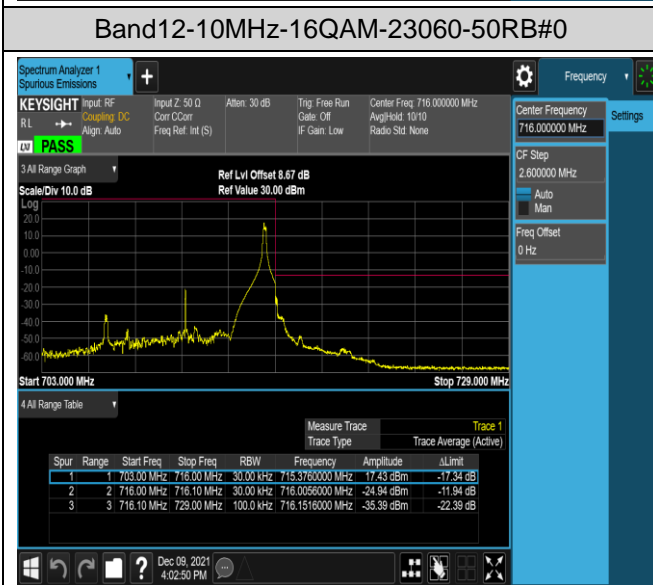 Band12-10MHz-16QAM-23060-50RB#0
Spectrum Analyzer 1
Spurious Emissions
Frequency
KEYSIGHT Input: RF Input Z: 50 Ω Atten: 30 dB Trig: Free Run Center Freq: 716.000000 MHz
RL Coupling: DC Corr CCorr Gate: Off Avg|Hold: 10/10
Align: Auto Freq Ref: Int (S) IF Gain: Low Radio Std: None
LXI PASS
Center Frequency
716.000000 MHz
Settings
CF Step
2.600000 MHz
Auto
Man
Freq Offset
0 Hz
3 All Range Graph
Ref Lvl Offset 8.67 dB
Scale/Div 10.0 dB Ref Value 30.00 dBm
Log
20.0
10.0
0.00
-10.0
-20.0
-30.0
-40.0
-50.0
-60.0
Start 703.000 MHz Stop 729.000 MHz
4 All Range Table
Measure Trace Trace 1
Trace Type Trace Average (Active)
Spur Range Start Freq Stop Freq RBW Frequency Amplitude ΔLimit
1 1 703.00 MHz 716.00 MHz 30.00 kHz 715.3760000 MHz 17.43 dBm -17.34 dB
2 2 716.00 MHz 716.10 MHz 30.00 kHz 716.0056000 MHz -24.94 dBm -11.94 dB
3 3 716.10 MHz 729.00 MHz 100.0 kHz 716.1516000 MHz -35.39 dBm -22.39 dB
Dec 09, 2021
4:02:50 PM